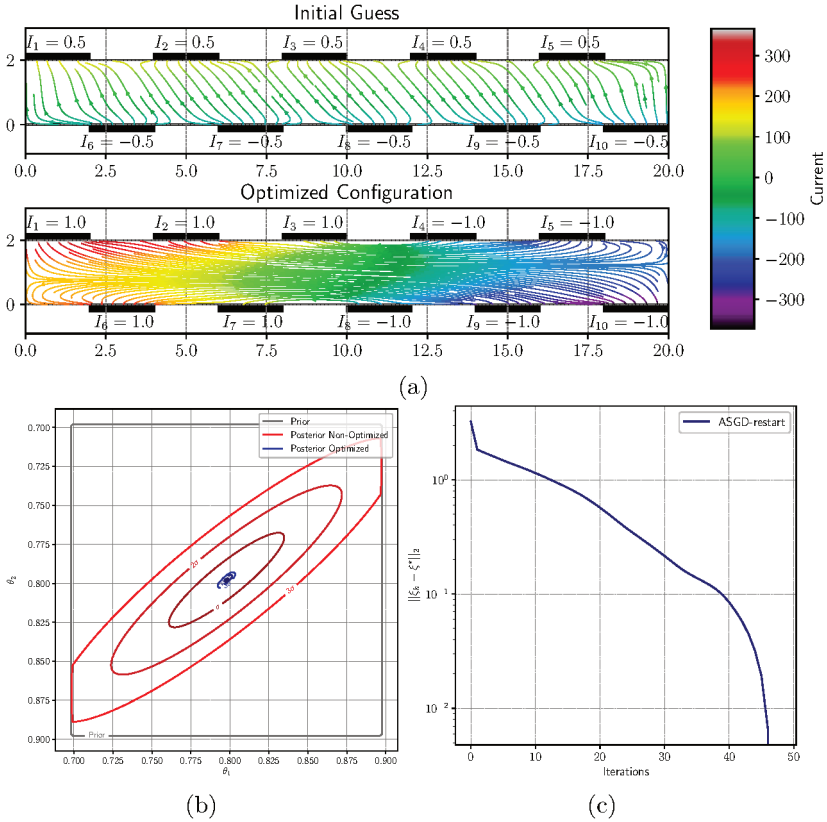 Initial Guess
I₁ = 0.5 I₂ = 0.5 I₃ = 0.5 I₄ = 0.5 I₅ = 0.5
2
0
I₆ = −0.5 I₇ = −0.5 I₈ = −0.5 I₉ = −0.5 I₁₀ = −0.5
0.0 2.5 5.0 7.5 10.0 12.5 15.0 17.5 20.0
Optimized Configuration
I₁ = 1.0 I₂ = 1.0 I₃ = 1.0 I₄ = −1.0 I₅ = −1.0
2
0
I₆ = 1.0 I₇ = 1.0 I₈ = −1.0 I₉ = −1.0 I₁₀ = −1.0
0.0 2.5 5.0 7.5 10.0 12.5 15.0 17.5 20.0
300
200
100
0
−100
−200
−300
Current
(a)
0.700
0.725
0.750
0.775
0.800
0.825
0.850
0.875
0.900
θ₂
Prior
Posterior Non-Optimized
Posterior Optimized
2σ
σ
3σ
Prior
0.700 0.725 0.750 0.775 0.800 0.825 0.850 0.875 0.900
θ₁
(b)
ASGD-restart
10⁰
10⁻¹
10⁻²
||ξₖ − ξ*||₂
0 10 20 30 40 50
Iterations
(c)